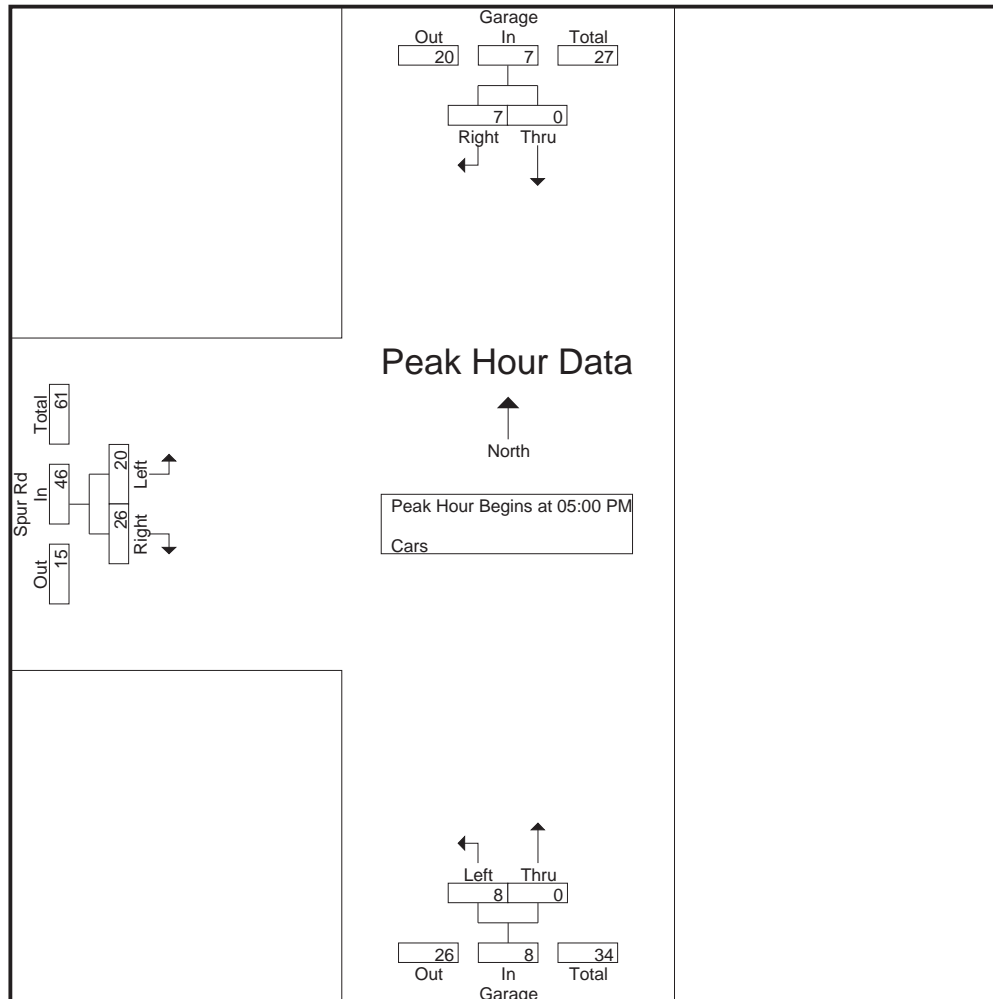 Garage
Out In Total
20 7 27
7 0
Right Thru
Peak Hour Data
North
Peak Hour Begins at 05:00 PM
Cars
Spur Rd
Out In Total
15 46 61
26 20
Right Left
Left Thru
8 0
26 8 34
Out In Total
Garage